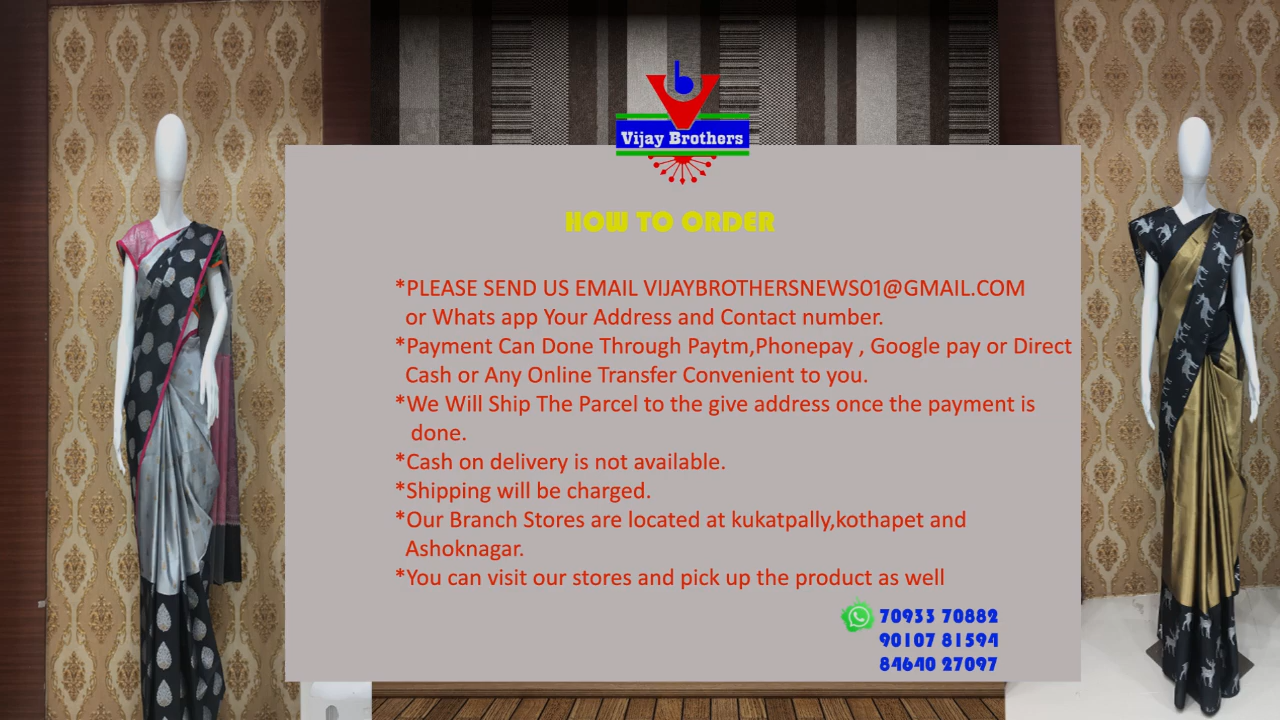 b
Vijay Brothers
HOW TO ORDER
*PLEASE SEND US EMAIL VIJAYBROTHERSNEWS01@GMAIL.COM
or Whats app Your Address and Contact number.
*Payment Can Done Through Paytm,Phonepay , Google pay or Direct
Cash or Any Online Transfer Convenient to you.
*We Will Ship The Parcel to the give address once the payment is
done.
*Cash on delivery is not available.
*Shipping will be charged.
*Our Branch Stores are located at kukatpally,kothapet and
Ashoknagar.
*You can visit our stores and pick up the product as well
70933 70882
90107 81594
84640 27097